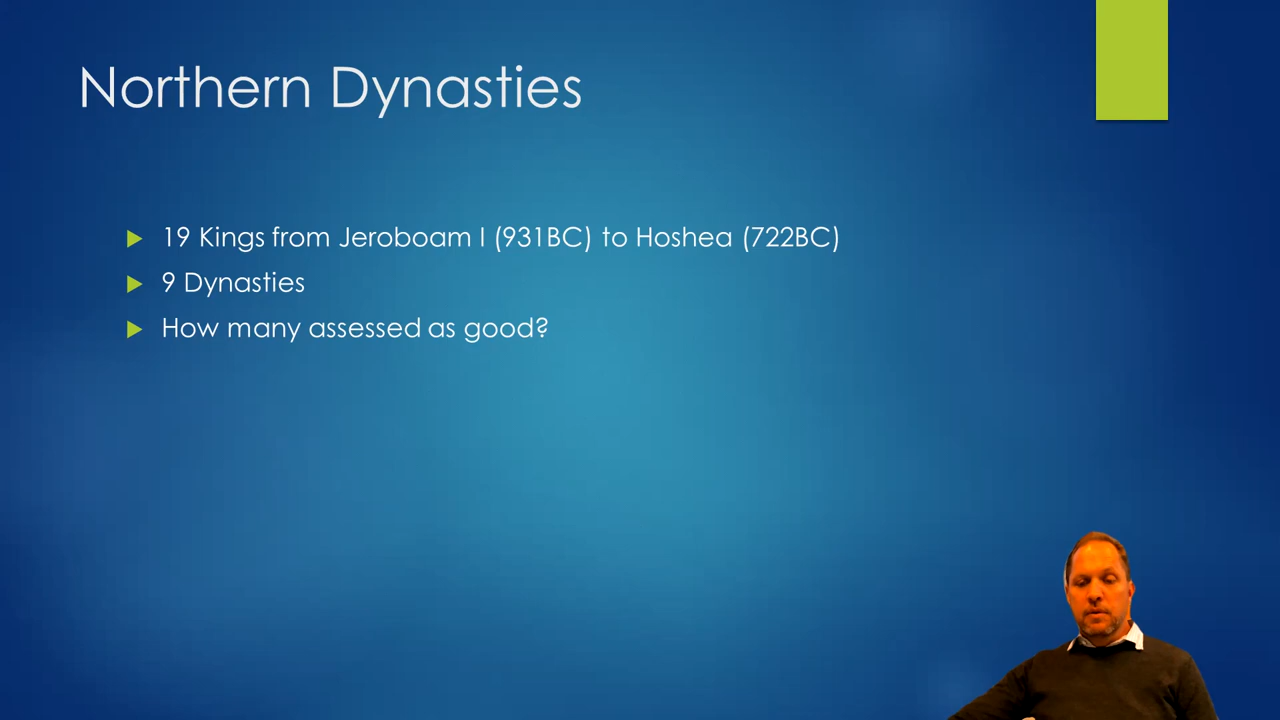 Northern Dynasties
19 Kings from Jeroboam I (931BC) to Hoshea (722BC)
9 Dynasties
How many assessed as good?